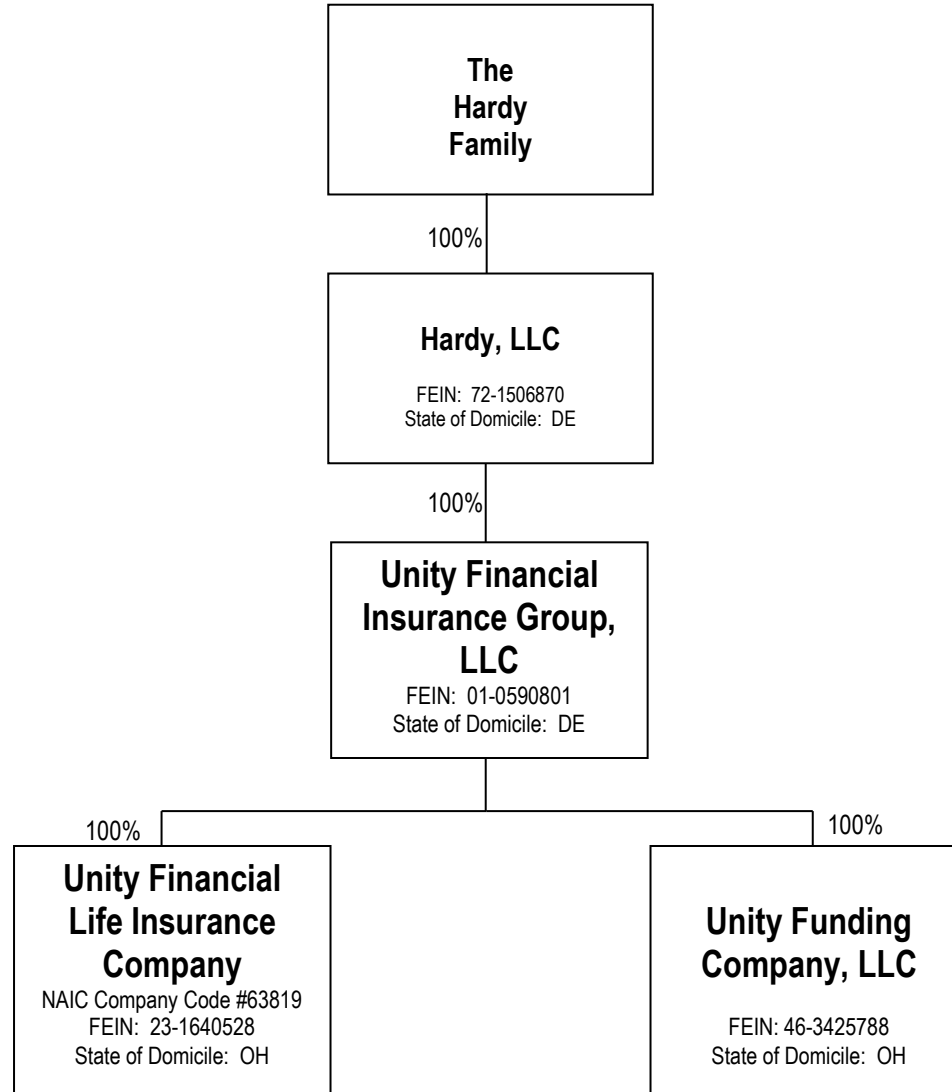 The
Hardy
Family
100%
Hardy, LLC
FEIN: 72-1506870
State of Domicile: DE
100%
Unity Financial
Insurance Group,
LLC
FEIN: 01-0590801
State of Domicile: DE
100%
100%
Unity Financial
Life Insurance
Company
NAIC Company Code #63819
FEIN: 23-1640528
State of Domicile: OH
Unity Funding
Company, LLC
FEIN: 46-3425788
State of Domicile: OH